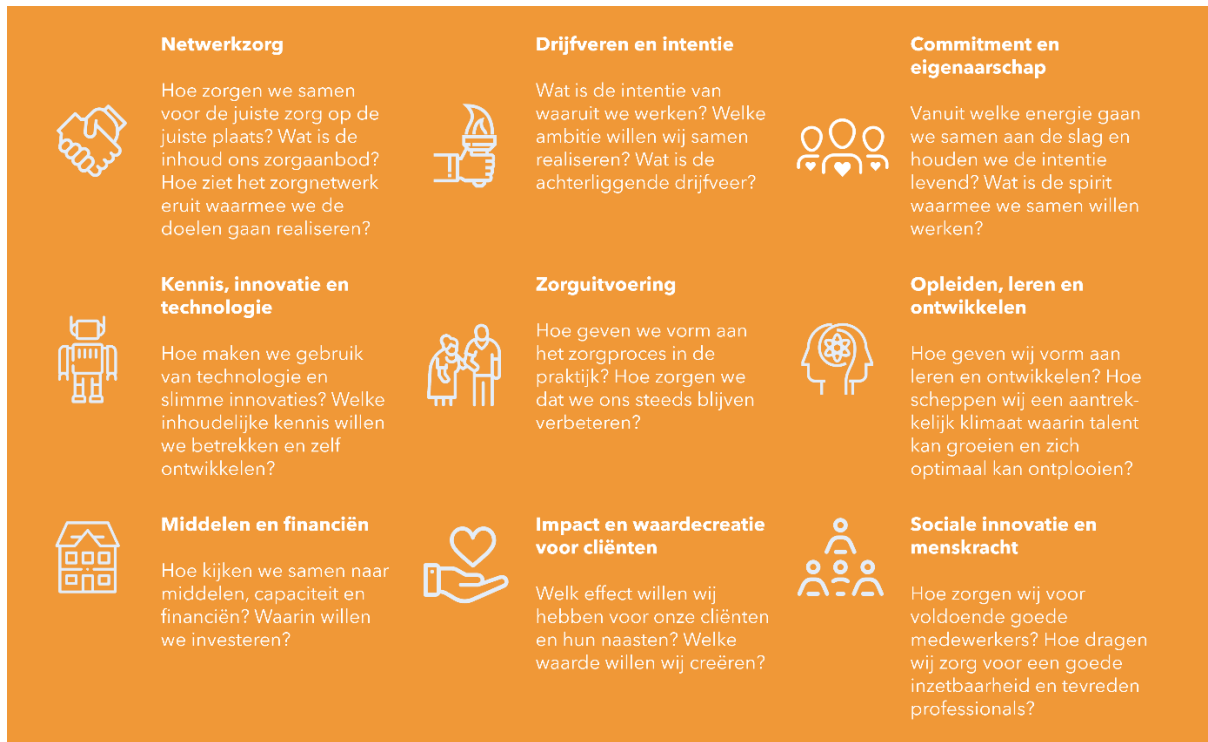 Netwerkzorg
Hoe zorgen we samen
voor de juiste zorg op de
juiste plaats? Wat is de
inhoud ons zorgaanbod?
Hoe ziet het zorgnetwerk
eruit waarmee we de
doelen gaan realiseren?
Drijfveren en intentie
Wat is de intentie van
waaruit we werken? Welke
ambitie willen wij samen
realiseren? Wat is de
achterliggende drijfveer?
Commitment en
eigenaarschap
Vanuit welke energie gaan
we samen aan de slag en
houden we de intentie
levend? Wat is de spirit
waarmee we samen willen
werken?
Kennis, innovatie en
technologie
Hoe maken we gebruik
van technologie en
slimme innovaties? Welke
inhoudelijke kennis willen
we betrekken en zelf
ontwikkelen?
Zorguitvoering
Hoe geven we vorm aan
het zorgproces in de
praktijk? Hoe zorgen we
dat we ons steeds blijven
verbeteren?
Opleiden, leren en
ontwikkelen
Hoe geven wij vorm aan
leren en ontwikkelen? Hoe
scheppen wij een aantrek-
kelijk klimaat waarin talent
kan groeien en zich
optimaal kan ontplooien?
Middelen en financiën
Hoe kijken we samen naar
middelen, capaciteit en
financiën? Waarin willen
we investeren?
Impact en waardecreatie
voor cliënten
Welk effect willen wij
hebben voor onze cliënten
en hun naasten? Welke
waarde willen wij creëren?
Sociale innovatie en
menskracht
Hoe zorgen wij voor
voldoende goede
medewerkers? Hoe dragen
wij zorg voor een goede
inzetbaarheid en tevreden
professionals?